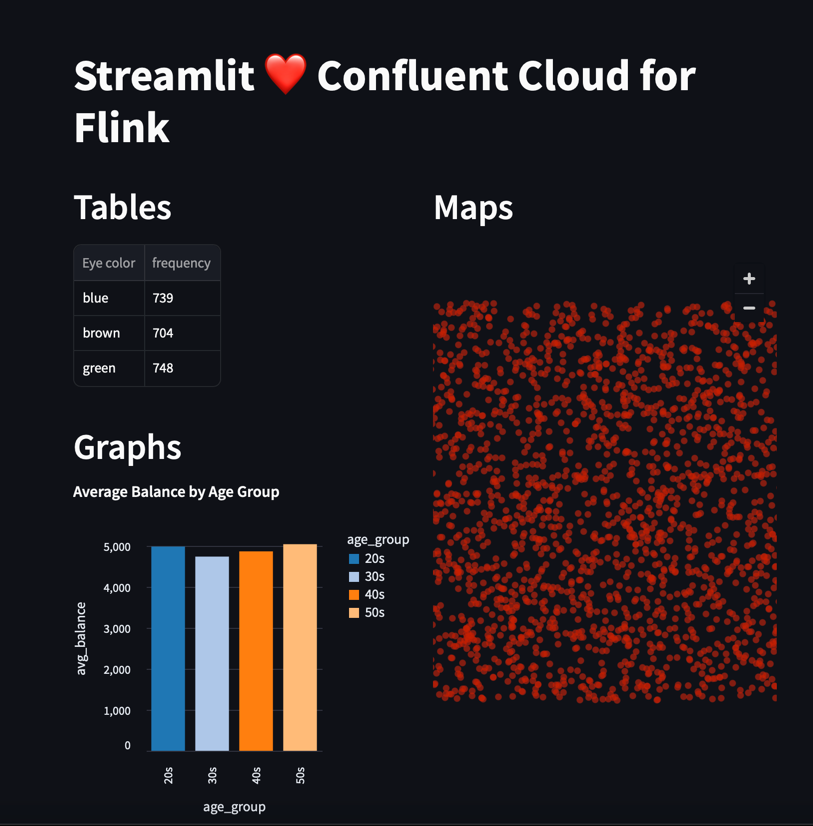 Streamlit ❤️ Confluent Cloud for
Flink
Tables
Eye color frequency
blue 739
brown 704
green 748
Graphs
Average Balance by Age Group
5,000
4,000
3,000
2,000
1,000
0
avg_balance
20s 30s 40s 50s
age_group
age_group
20s
30s
40s
50s
Maps
+
−